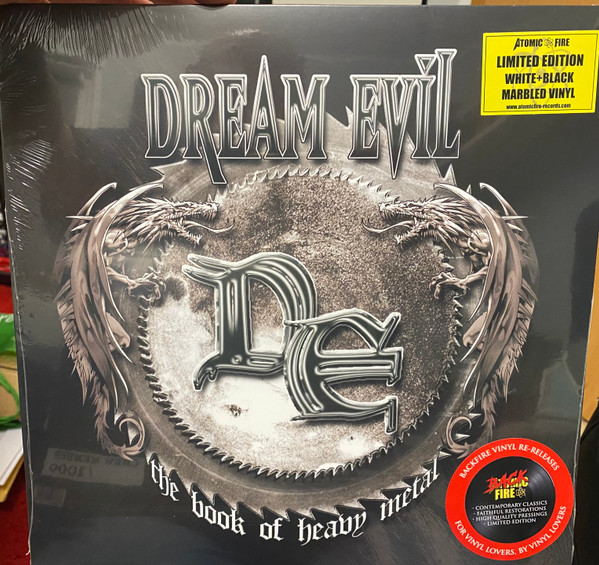 DREAM EVIL
ATOMIC FIRE
LIMITED EDITION
WHITE+BLACK
MARBLED VINYL
www.atomicfire-records.com
DE
the book of heavy metal
/1000
BACKFIRE VINYL RE-RELEASES
BACK
FIRE
- CONTEMPORARY CLASSICS
- FAITHFUL RESTORATIONS
- HIGH QUALITY PRESSINGS
- LIMITED EDITION
FOR VINYL LOVERS. BY VINYL LOVERS